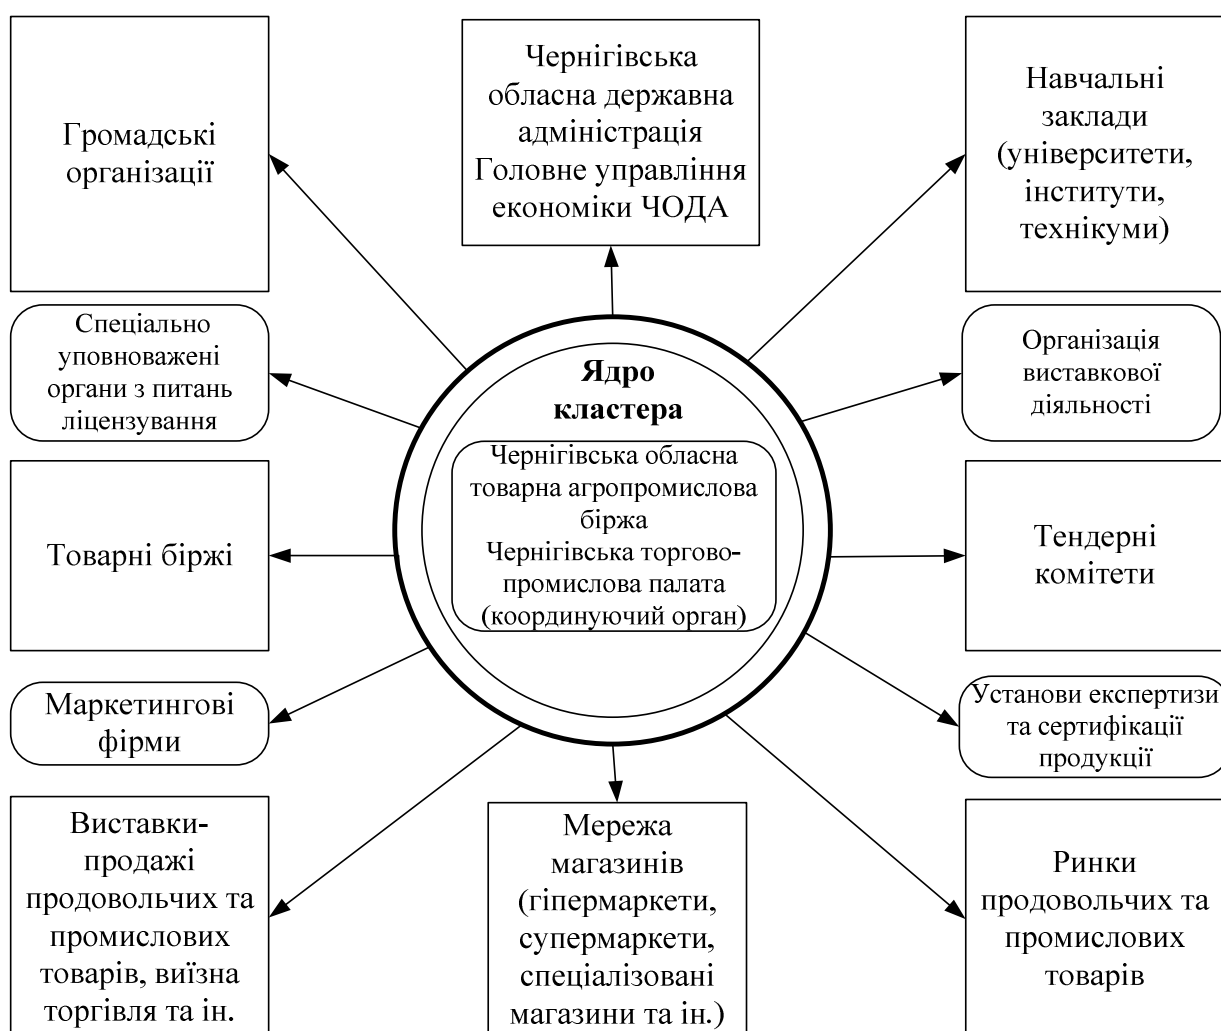 Громадські
організації
Чернігівська
обласна державна
адміністрація
Головне управління
економіки ЧОДА
Навчальні
заклади
(університети,
інститути,
технікуми)
Спеціально
уповноважені
органи з питань
ліцензування
Ядро
кластера
Чернігівська обласна
товарна агропромислова
біржа
Чернігівська торгово-
промислова палата
(координуючий орган)
Організація
виставкової
діяльності
Товарні біржі
Тендерні
комітети
Маркетингові
фірми
Установи експертизи
та сертифікації
продукції
Виставки-
продажі
продовольчих та
промислових
товарів, виїзна
торгівля та ін.
Мережа
магазинів
(гіпермаркети,
супермаркети,
спеціалізовані
магазини та ін.)
Ринки
продовольчих та
промислових
товарів